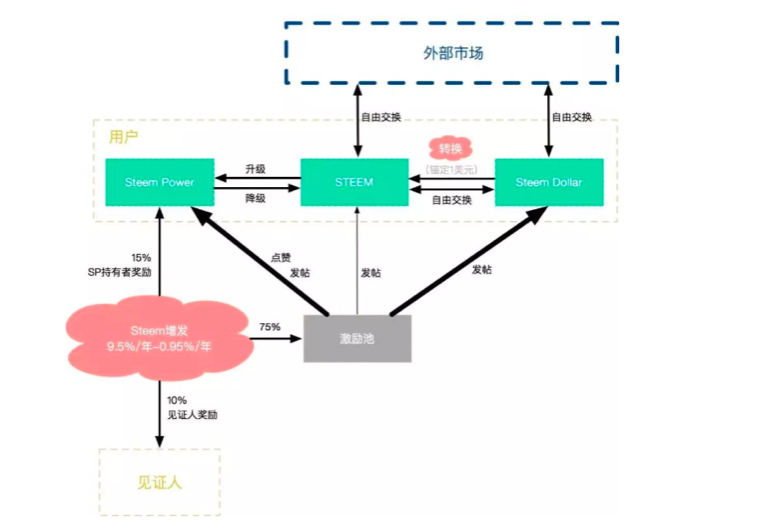 外部市场
自由交换
自由交换
用户
转换
升级
(锚定1美元)
Steem Power
STEEM
Steem Dollar
降级
自由交换
15%
SP持有者奖励
点赞
发帖
发帖
发帖
Steem增发
9.5%/年–0.95%/年
75%
激励池
10%
见证人奖励
见证人